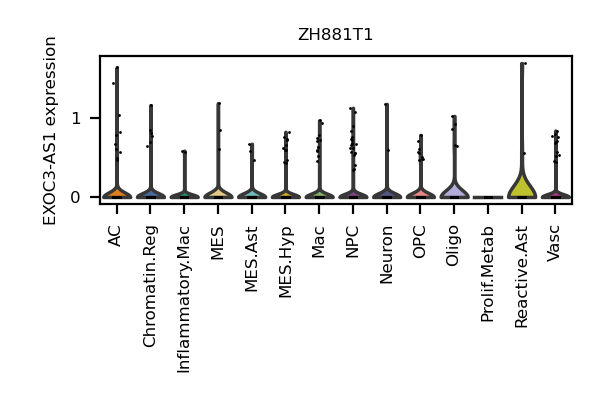 ZH881T1
EXOC3-AS1 expression
1
0
AC
Chromatin.Reg
Inflammatory.Mac
MES
MES.Ast
MES.Hyp
Mac
NPC
Neuron
OPC
Oligo
Prolif.Metab
Reactive.Ast
Vasc